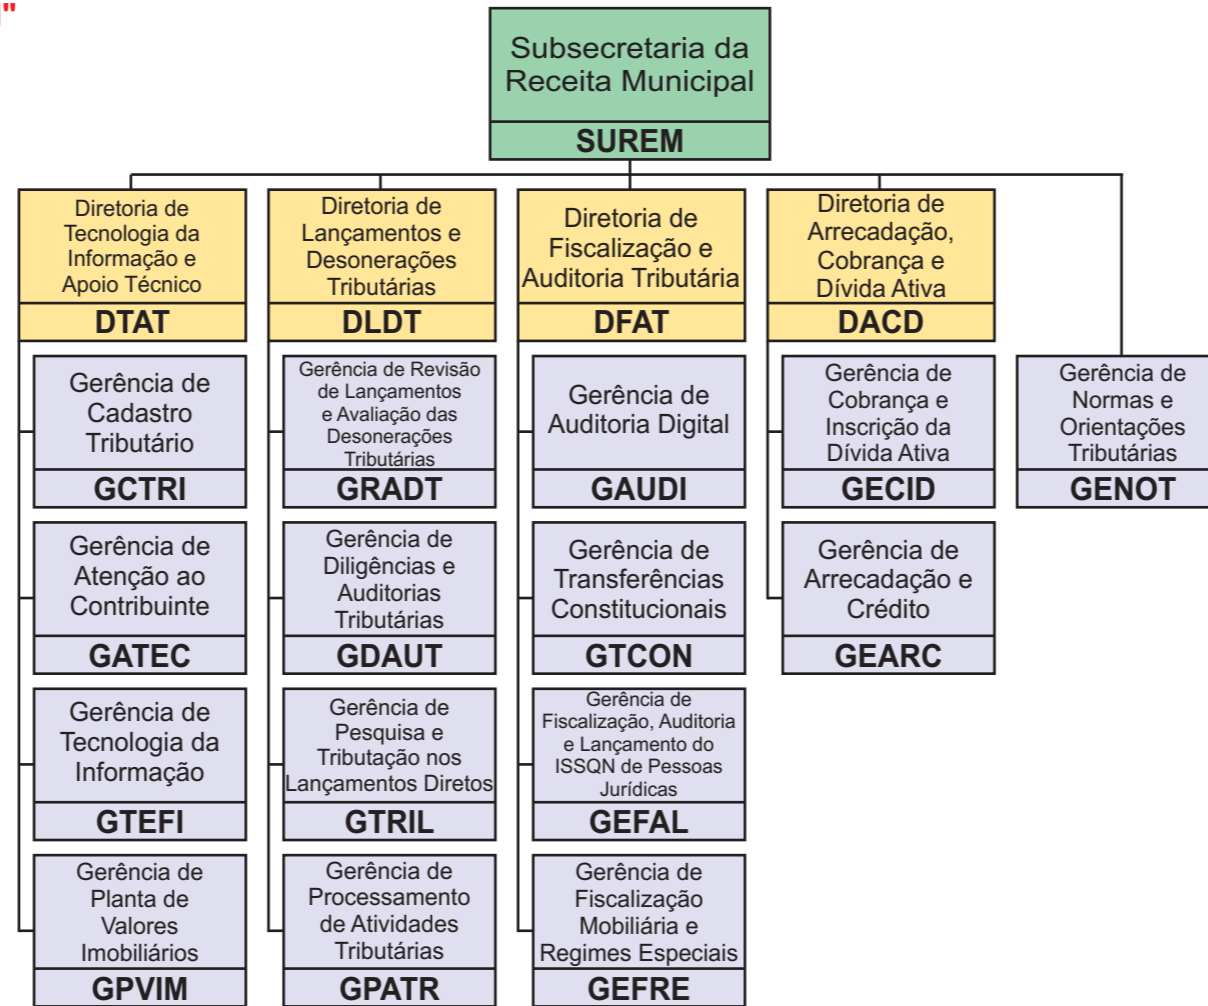 "
Subsecretaria da
Receita Municipal
SUREM
Diretoria de
Tecnologia da
Informação e
Apoio Técnico
DTAT
Diretoria de
Lançamentos e
Desonerações
Tributárias
DLDT
Diretoria de
Fiscalização e
Auditoria Tributária
DFAT
Diretoria de
Arrecadação,
Cobrança e
Dívida Ativa
DACD
Gerência de
Cadastro
Tributário
GCTRI
Gerência de Revisão
de Lançamentos
e Avaliação das
Desonerações
Tributárias
GRADT
Gerência de
Auditoria Digital
GAUDI
Gerência de
Cobrança e
Inscrição da
Dívida Ativa
GECID
Gerência de
Normas e
Orientações
Tributárias
GENOT
Gerência de
Atenção ao
Contribuinte
GATEC
Gerência de
Diligências e
Auditorias
Tributárias
GDAUT
Gerência de
Transferências
Constitucionais
GTCON
Gerência de
Arrecadação e
Crédito
GEARC
Gerência de
Tecnologia da
Informação
GTEFI
Gerência de
Pesquisa e
Tributação nos
Lançamentos Diretos
GTRIL
Gerência de
Fiscalização, Auditoria
e Lançamento do
ISSQN de Pessoas
Jurídicas
GEFAL
Gerência de
Planta de
Valores
Imobiliários
GPVIM
Gerência de
Processamento
de Atividades
Tributárias
GPATR
Gerência de
Fiscalização
Mobiliária e
Regimes Especiais
GEFRE